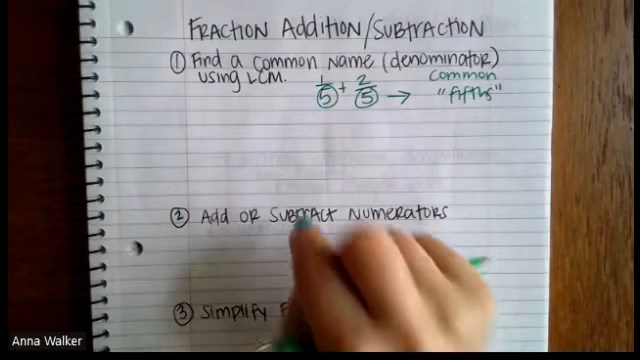 FRACTION ADDITION/SUBTRACTION
① Find a common name (denominator)
using LCM.
1/5 + 2/5 → common "fifths"
② Add OR SUBTRACT Numerators
③ Simplify
Anna Walker